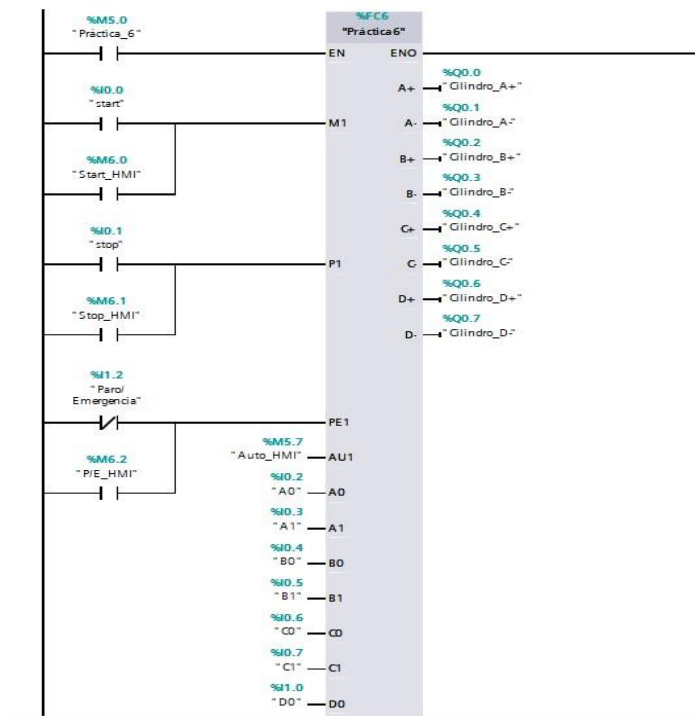 %M5.0
"Práctica_6"
%FC6
"Práctica6"
EN
ENO
%I0.0
"start"
M1
%M6.0
"Start_HMI"
A+
%Q0.0
"Cilindro_A+"
A-
%Q0.1
"Cilindro_A-"
B+
%Q0.2
"Cilindro_B+"
B-
%Q0.3
"Cilindro_B-"
C+
%Q0.4
"Cilindro_C+"
C-
%Q0.5
"Cilindro_C-"
D+
%Q0.6
"Cilindro_D+"
D-
%Q0.7
"Cilindro_D-"
%I0.1
"stop"
P1
%M6.1
"Stop_HMI"
%I1.2
"Paro/
Emergencia"
PE1
%M6.2
"P/E_HMI"
%M5.7
"Auto_HMI"
AU1
%I0.2
"A0"
A0
%I0.3
"A1"
A1
%I0.4
"B0"
B0
%I0.5
"B1"
B1
%I0.6
"C0"
C0
%I0.7
"C1"
C1
%I1.0
"D0"
D0